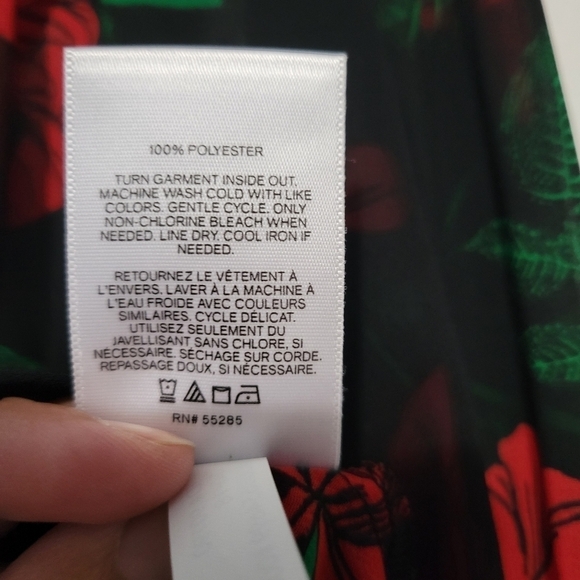 100% POLYESTER
TURN GARMENT INSIDE OUT.
MACHINE WASH COLD WITH LIKE
COLORS. GENTLE CYCLE. ONLY
NON-CHLORINE BLEACH WHEN
NEEDED. LINE DRY. COOL IRON IF
NEEDED.
RETOURNEZ LE VÊTEMENT À
L'ENVERS. LAVER À LA MACHINE À
L'EAU FROIDE AVEC COULEURS
SIMILAIRES. CYCLE DÉLICAT.
UTILISEZ SEULEMENT DU
JAVELLISANT SANS CHLORE, SI
NÉCESSAIRE. SÉCHAGE SUR CORDE.
REPASSAGE DOUX, SI NÉCESSAIRE.
RN# 55285